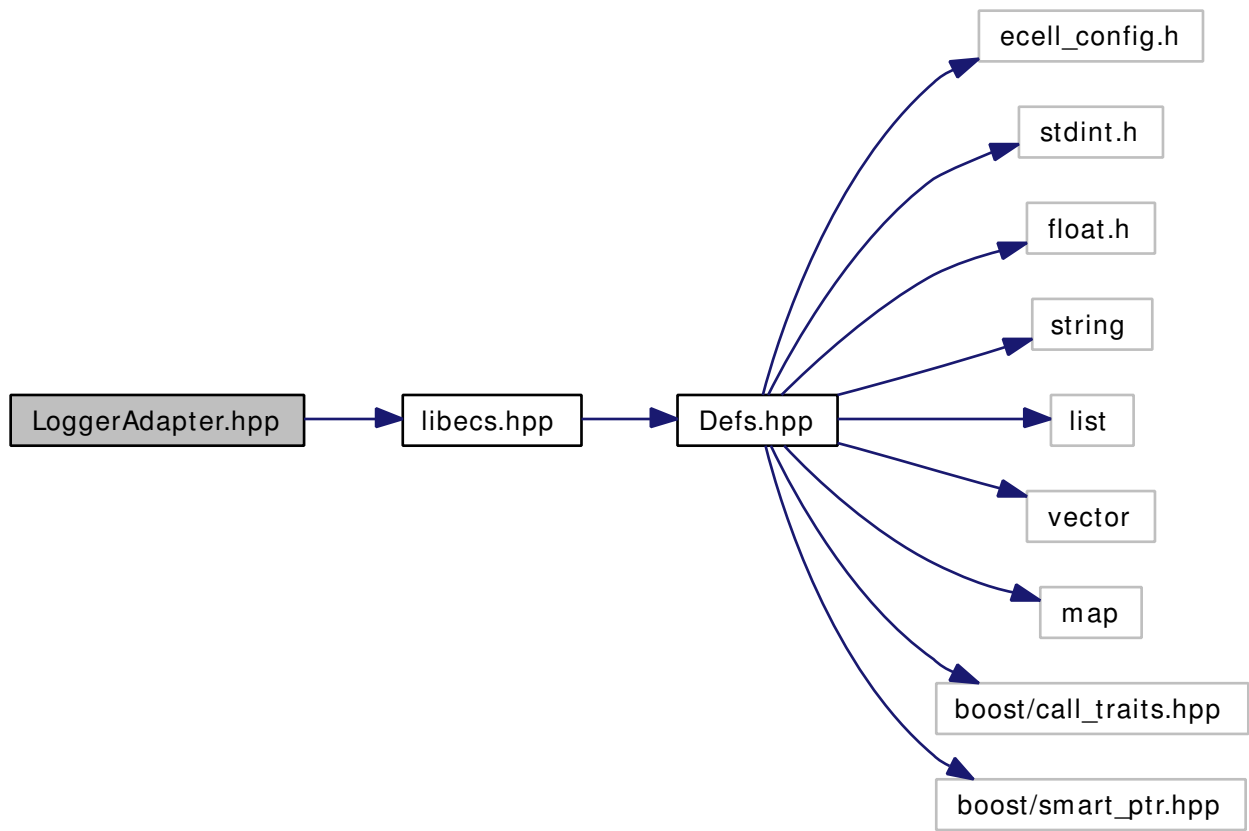 ecell_config.h
stdint.h
float.h
string
LoggerAdapter.hpp
libecs.hpp
Defs.hpp
list
vector
map
boost/call_traits.hpp
boost/smart_ptr.hpp